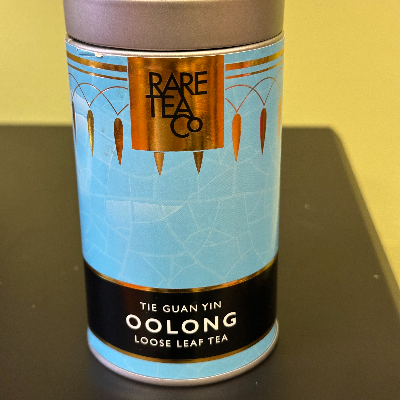 RARE
TEA
Co
TIE GUAN YIN
OOLONG
LOOSE LEAF TEA